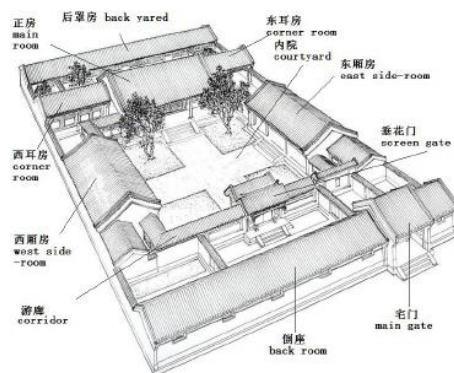 后罩房 back yared
正房
main
room
东耳房
corner room
内院
courtyard
东厢房
east side-room
垂花门
screen gate
西耳房
corner
room
西厢房
west side
-room
游廊
corridor
倒座
back room
宅门
main gate